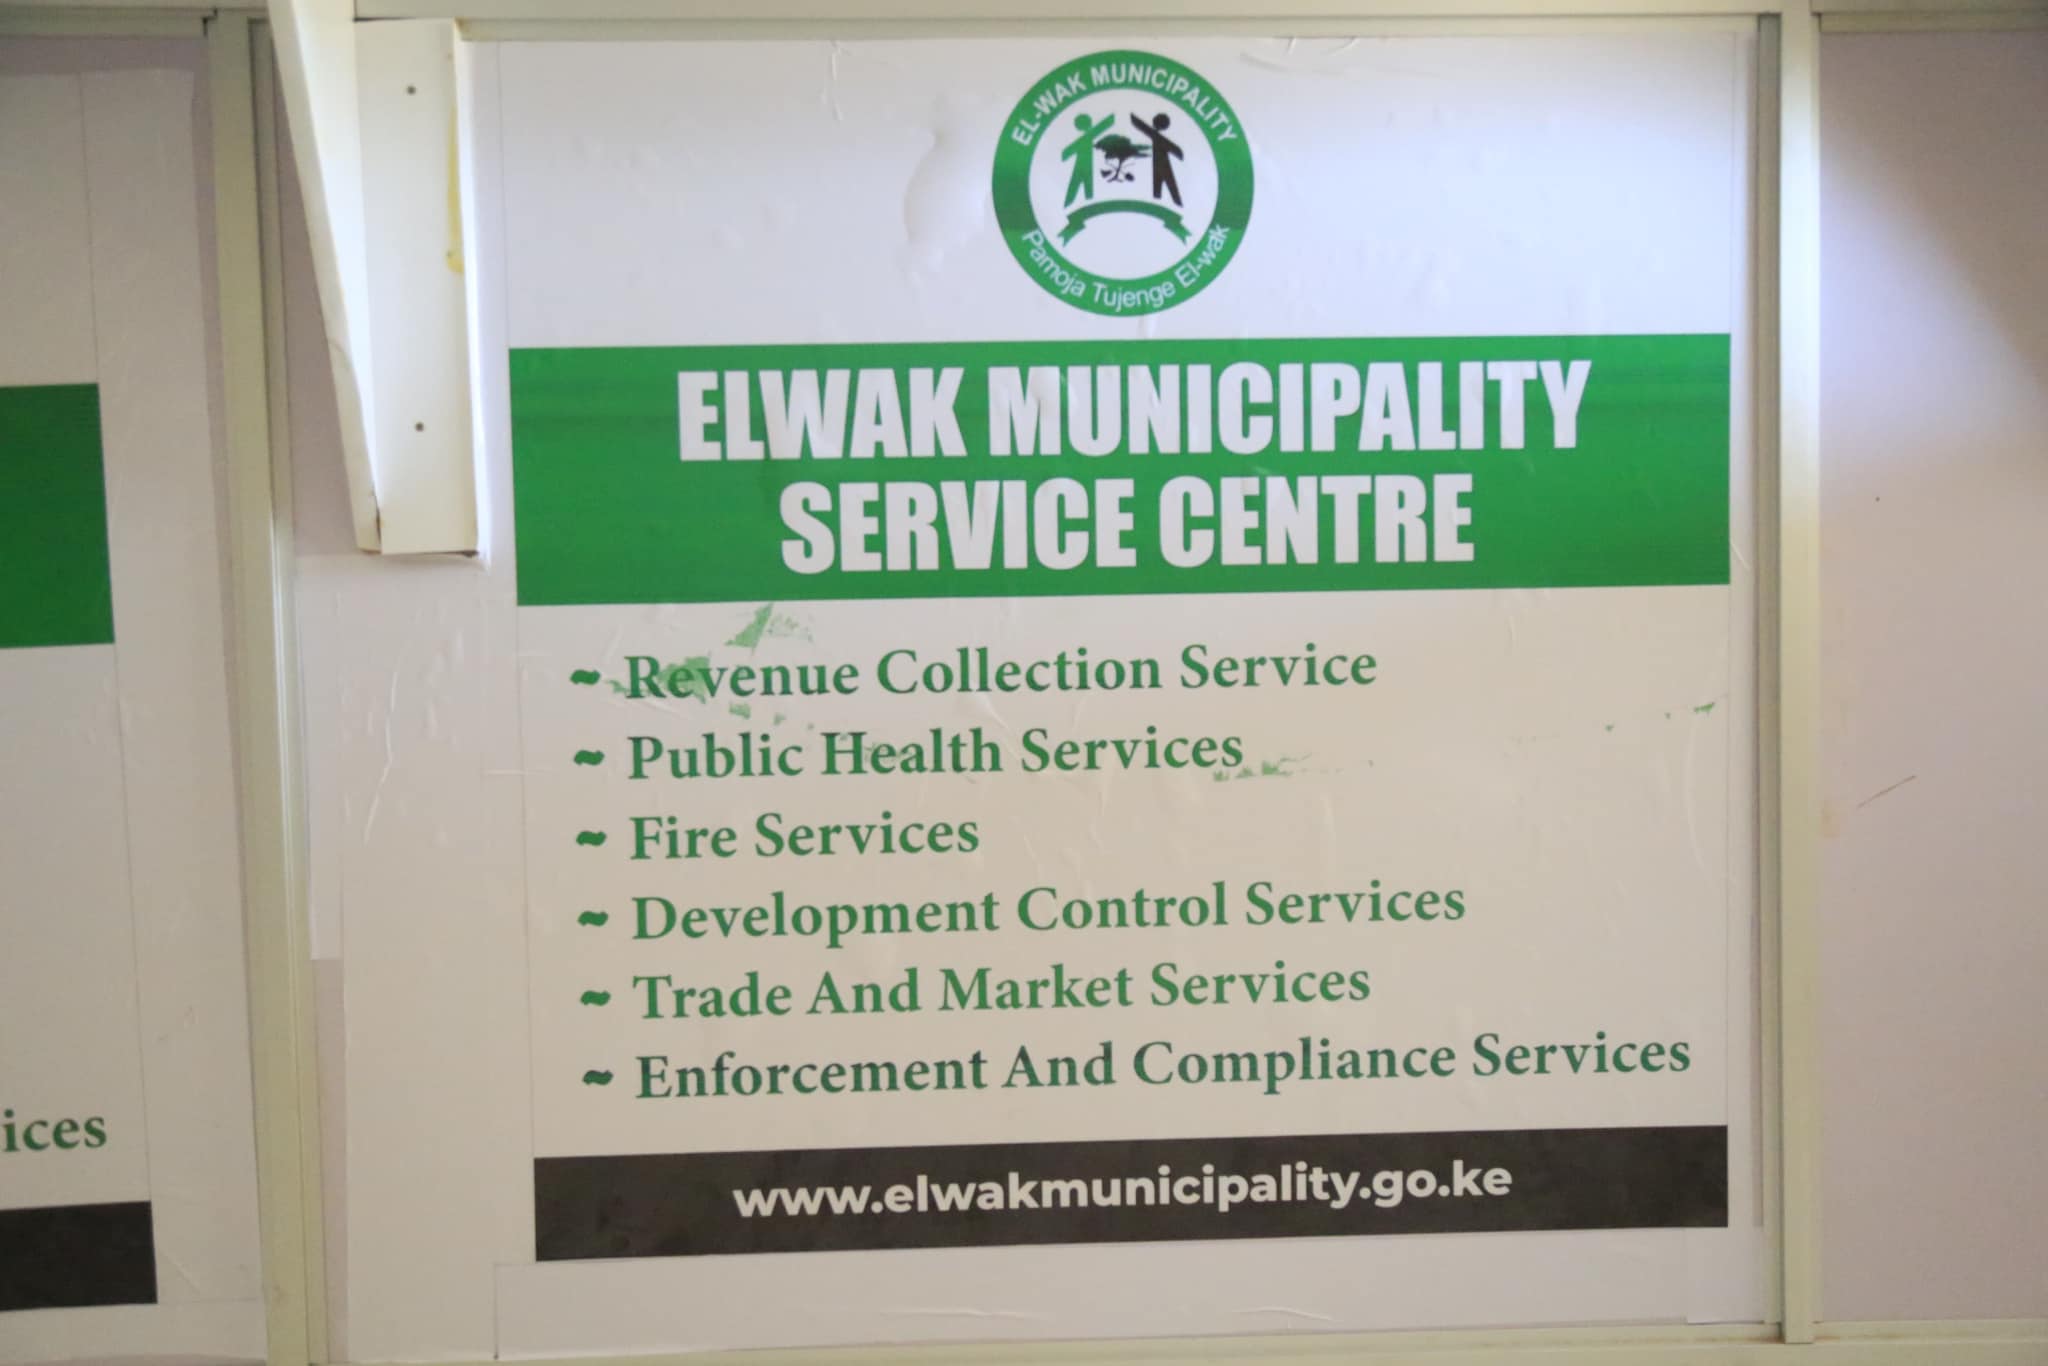 EL-WAK MUNICIPALITY
Pamoja Tujenge El-wak
ELWAK MUNICIPALITY
SERVICE CENTRE
~ Revenue Collection Service
~ Public Health Services
~ Fire Services
~ Development Control Services
~ Trade And Market Services
~ Enforcement And Compliance Services
www.elwakmunicipality.go.ke
ices